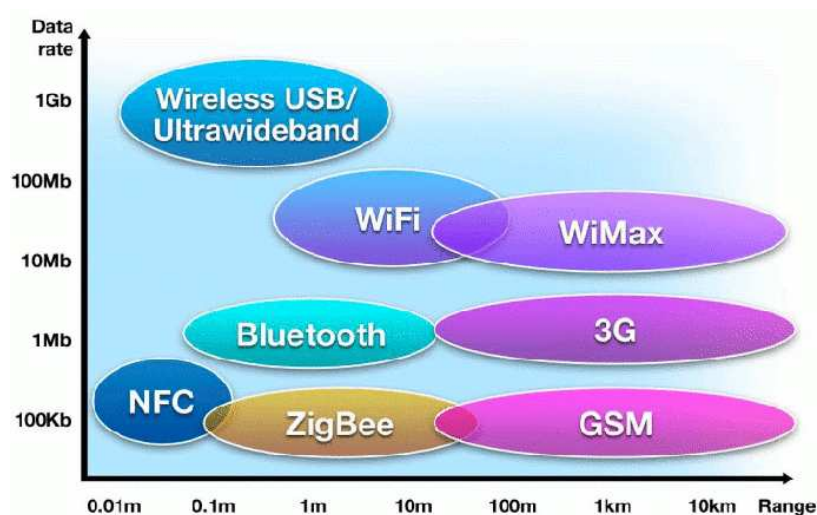 Data
rate
1Gb
Wireless USB/
Ultrawideband
100Mb
WiFi
WiMax
10Mb
Bluetooth
3G
1Mb
NFC
ZigBee
GSM
100Kb
0.01m 0.1m 1m 10m 100m 1km 10km Range